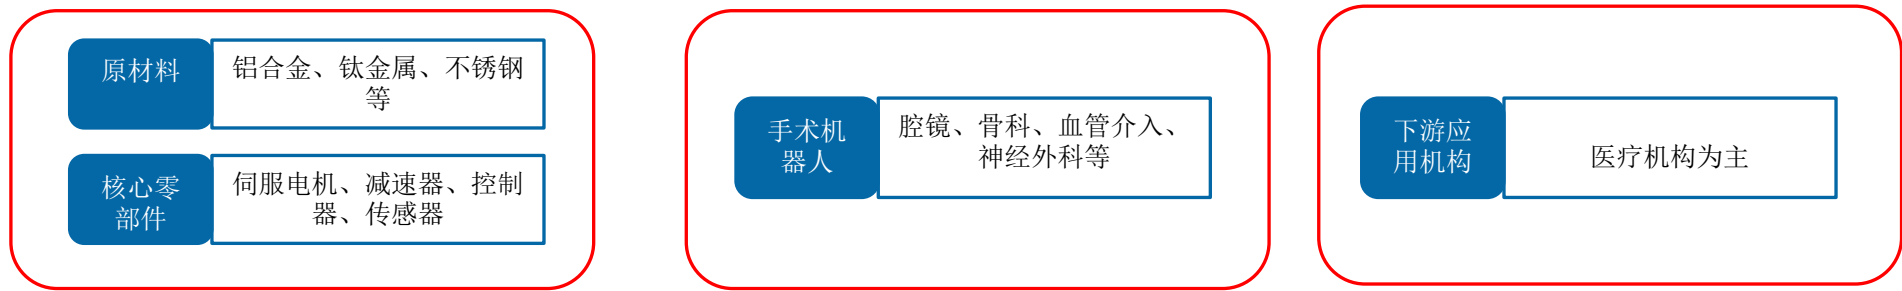 原材料
铝合金、钛金属、不锈钢
等
核心零
部件
伺服电机、减速器、控制
器、传感器
手术机
器人
腔镜、骨科、血管介入、
神经外科等
下游应
用机构
医疗机构为主